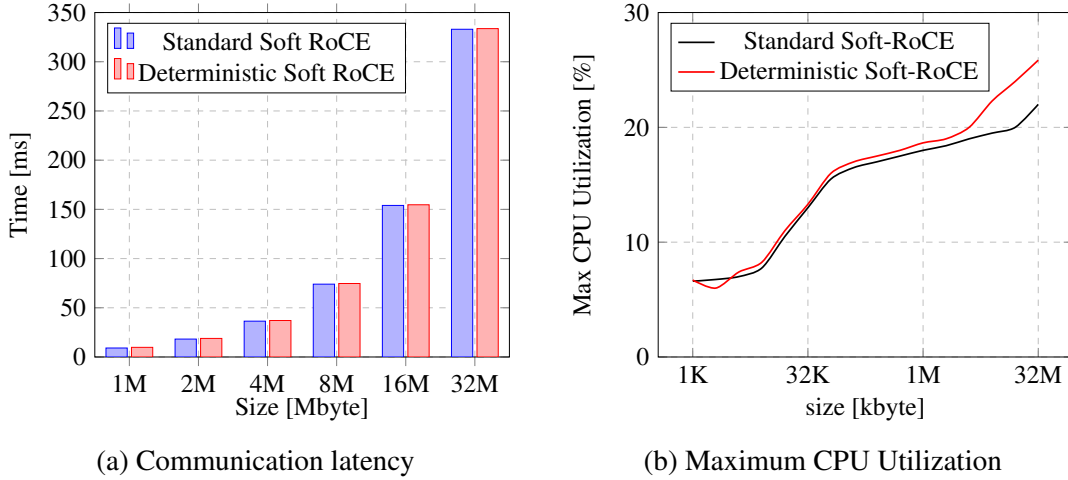 350
300
250
200
150
100
50
0
Time [ms]
Standard Soft RoCE
Deterministic Soft RoCE
1M 2M 4M 8M 16M 32M
Size [Mbyte]
(a) Communication latency
30
20
10
0
Max CPU Utilization [%]
Standard Soft-RoCE
Deterministic Soft-RoCE
1K 32K 1M 32M
size [kbyte]
(b) Maximum CPU Utilization